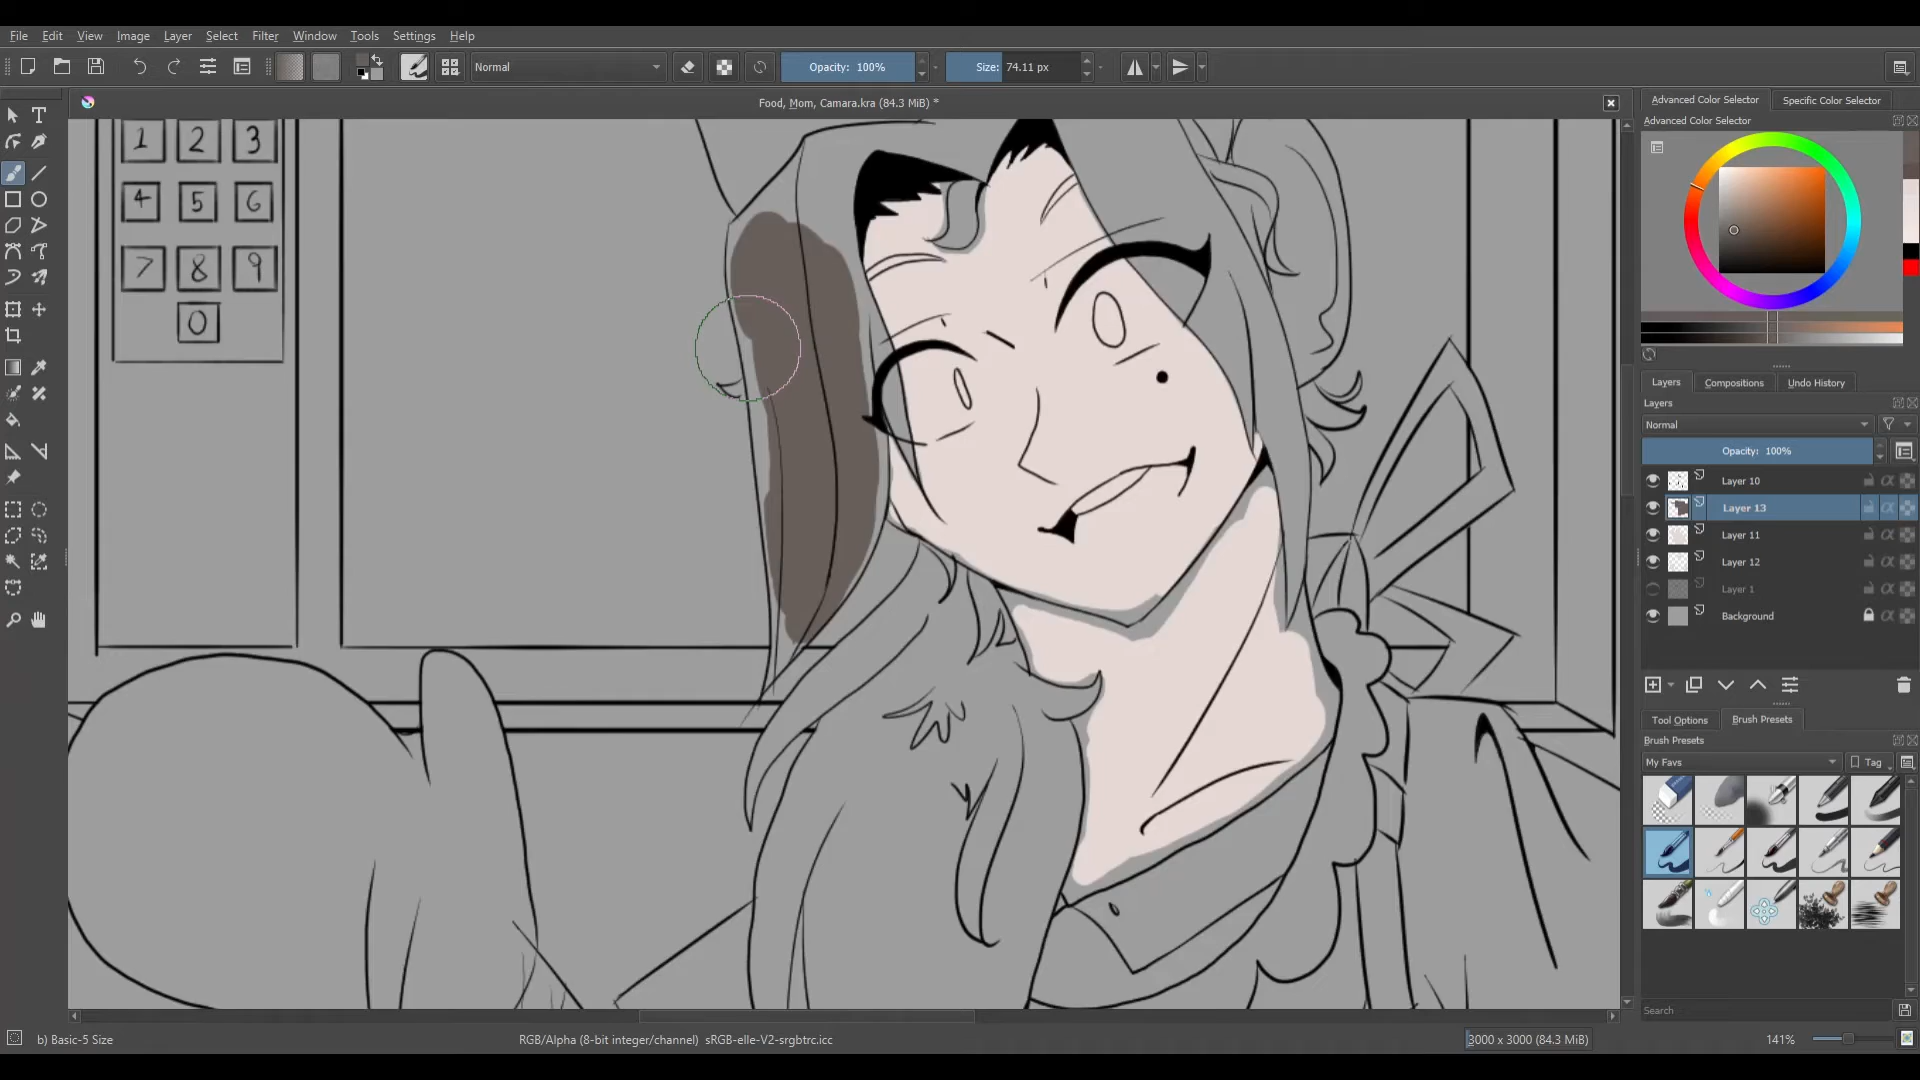 File Edit View Image Layer Select Filter Tools Settings Window Help
Normal
Opacity: 100%
Size: 74.11 px
Food, Mom, Camara.kra (84.3 MiB) *
Advanced Color Selector
Specific Color Selector
Advanced Color Selector
1 2 3
4 5 6
7 8 9
0
Layers
Compositions
Undo History
Layers
Normal
Opacity: 100%
Layer 10
Layer 13
Layer 11
Layer 12
Layer 1
Background
Tool Options
Brush Presets
Brush Presets
My Favs
Tag
Search
b) Basic-5 Size
RGB/Alpha (8-bit integer/channel) sRGB-elle-V2-srgbtrc.icc
3000 x 3000 (84.3 MiB)
141%